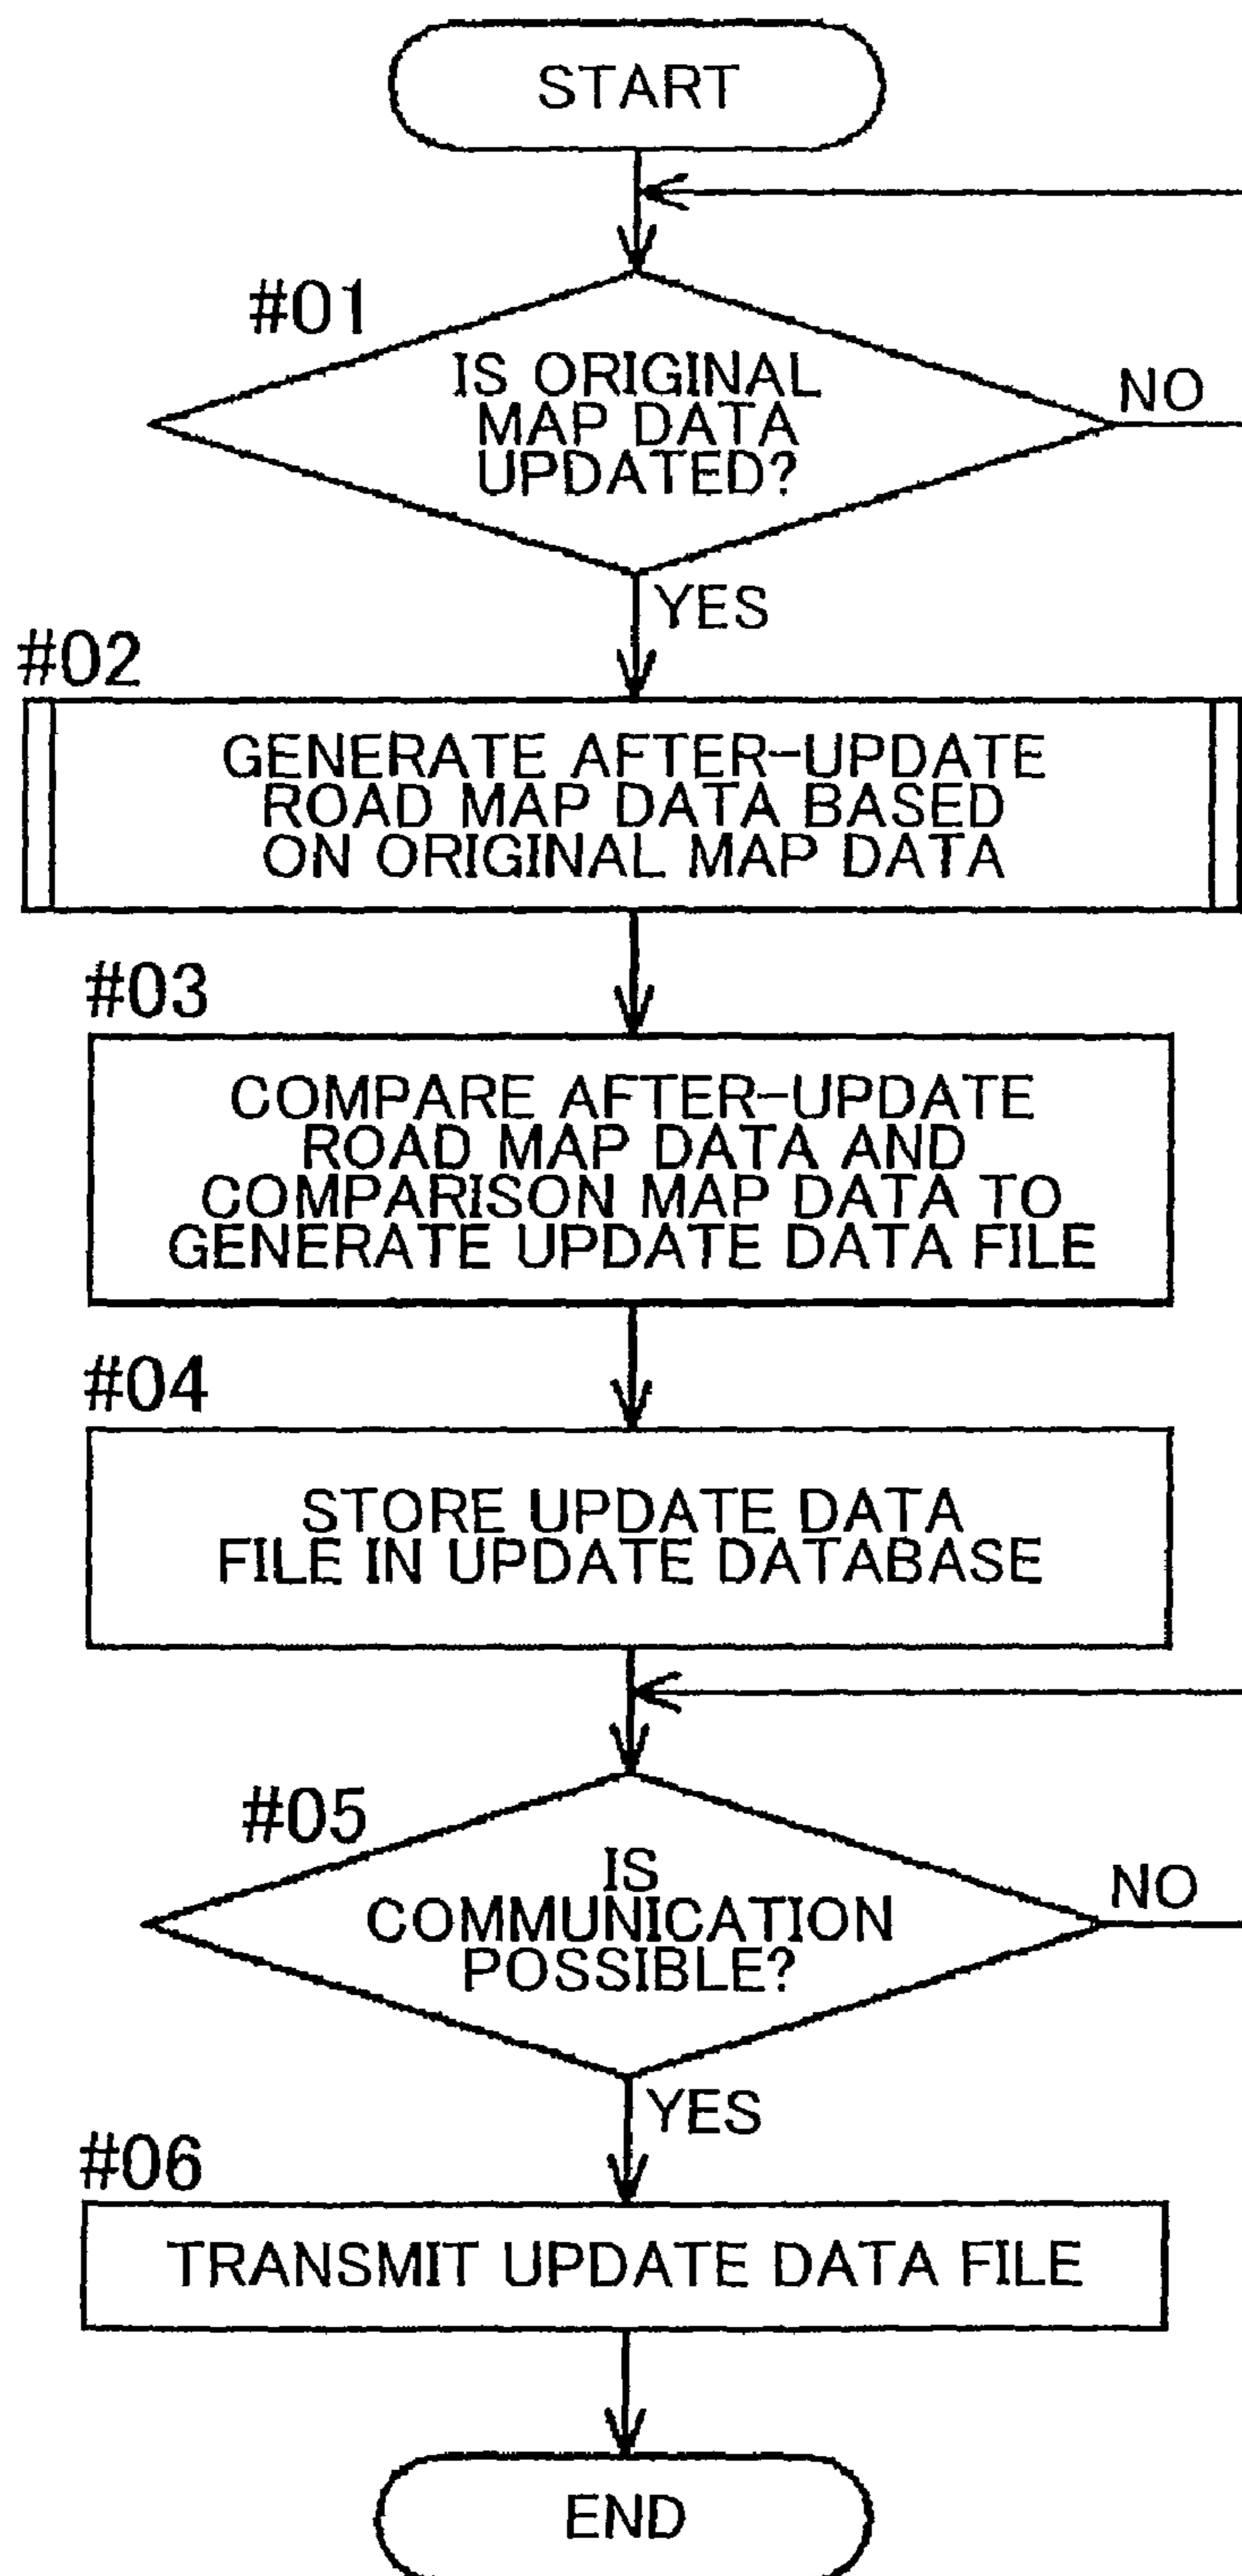 START
#01
IS ORIGINAL
MAP DATA
UPDATED?
NO
YES
#02
GENERATE AFTER-UPDATE
ROAD MAP DATA BASED
ON ORIGINAL MAP DATA
#03
COMPARE AFTER-UPDATE
ROAD MAP DATA AND
COMPARISON MAP DATA TO
GENERATE UPDATE DATA FILE
#04
STORE UPDATE DATA
FILE IN UPDATE DATABASE
#05
IS
COMMUNICATION
POSSIBLE?
NO
YES
#06
TRANSMIT UPDATE DATA FILE
END